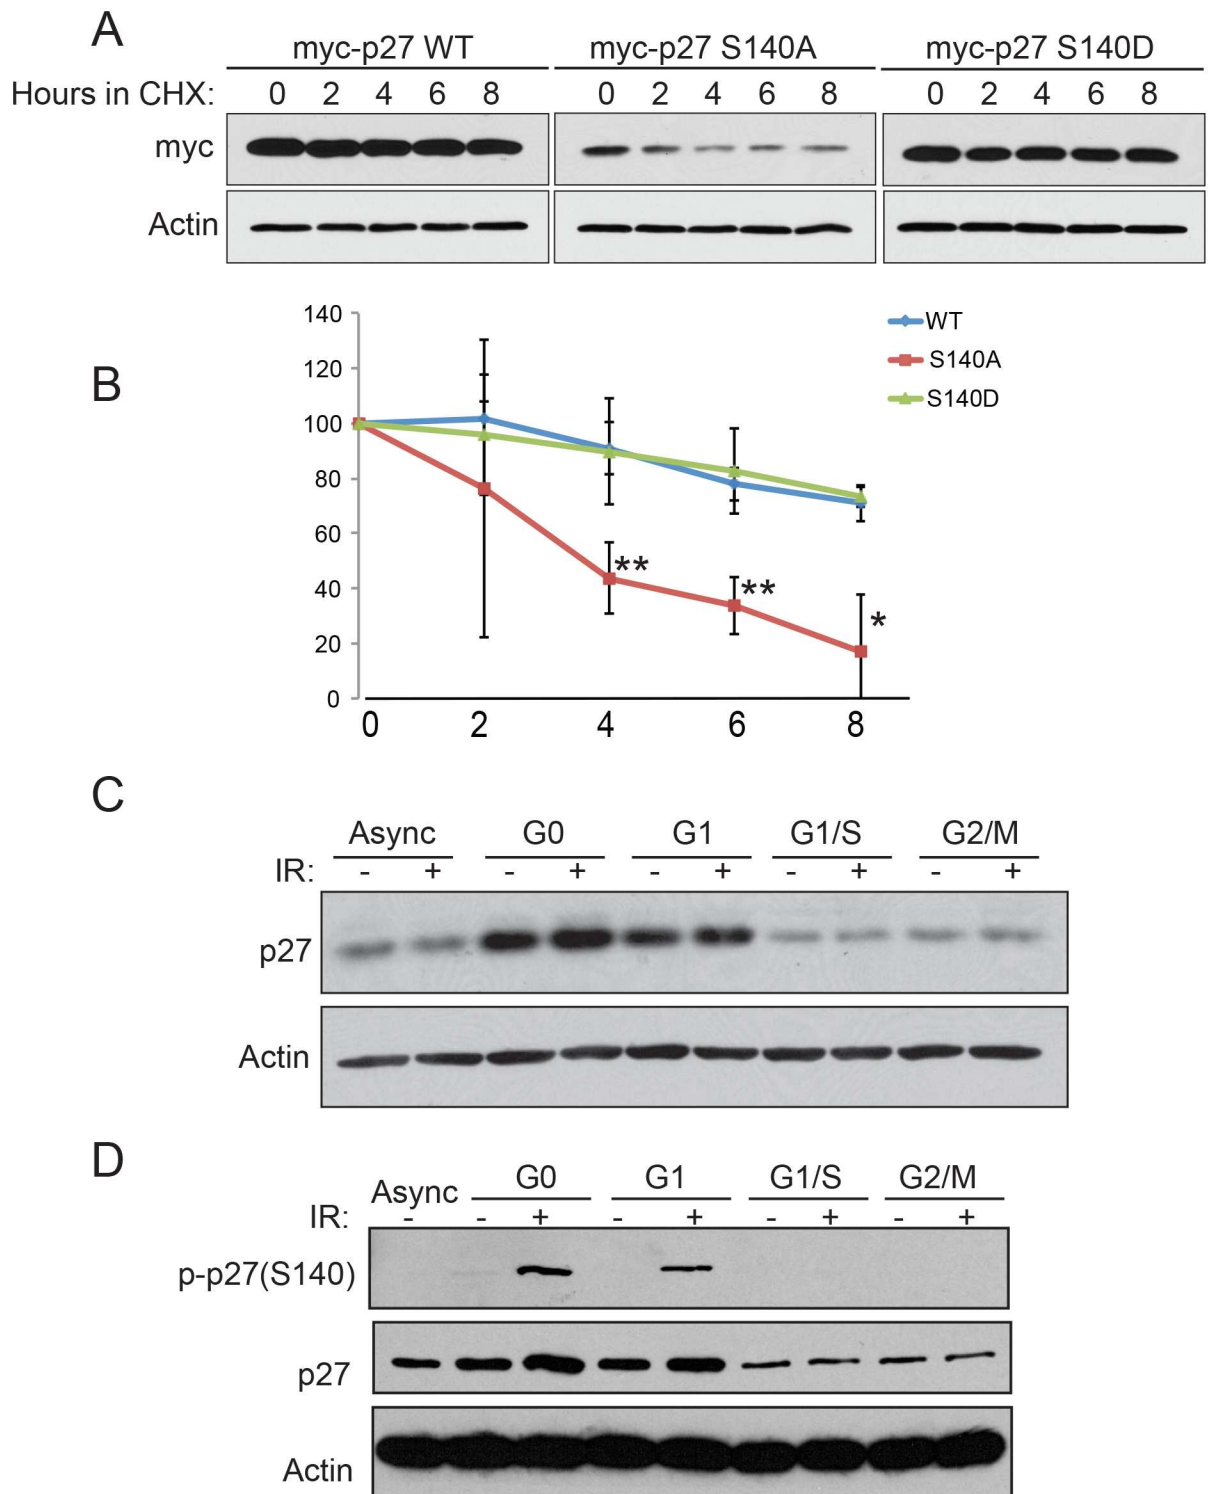 A
myc-p27 WT myc-p27 S140A myc-p27 S140D
Hours in CHX: 0 2 4 6 8 0 2 4 6 8 0 2 4 6 8
myc
Actin
B
140
120
100
80
60
40
20
0
0 2 4 6 8
WT
S140A
S140D
**
**
*
C
Async G0 G1 G1/S G2/M
IR: - + - + - + - + - +
p27
Actin
D
Async G0 G1 G1/S G2/M
IR: - - + - + - + - +
p-p27(S140)
p27
Actin